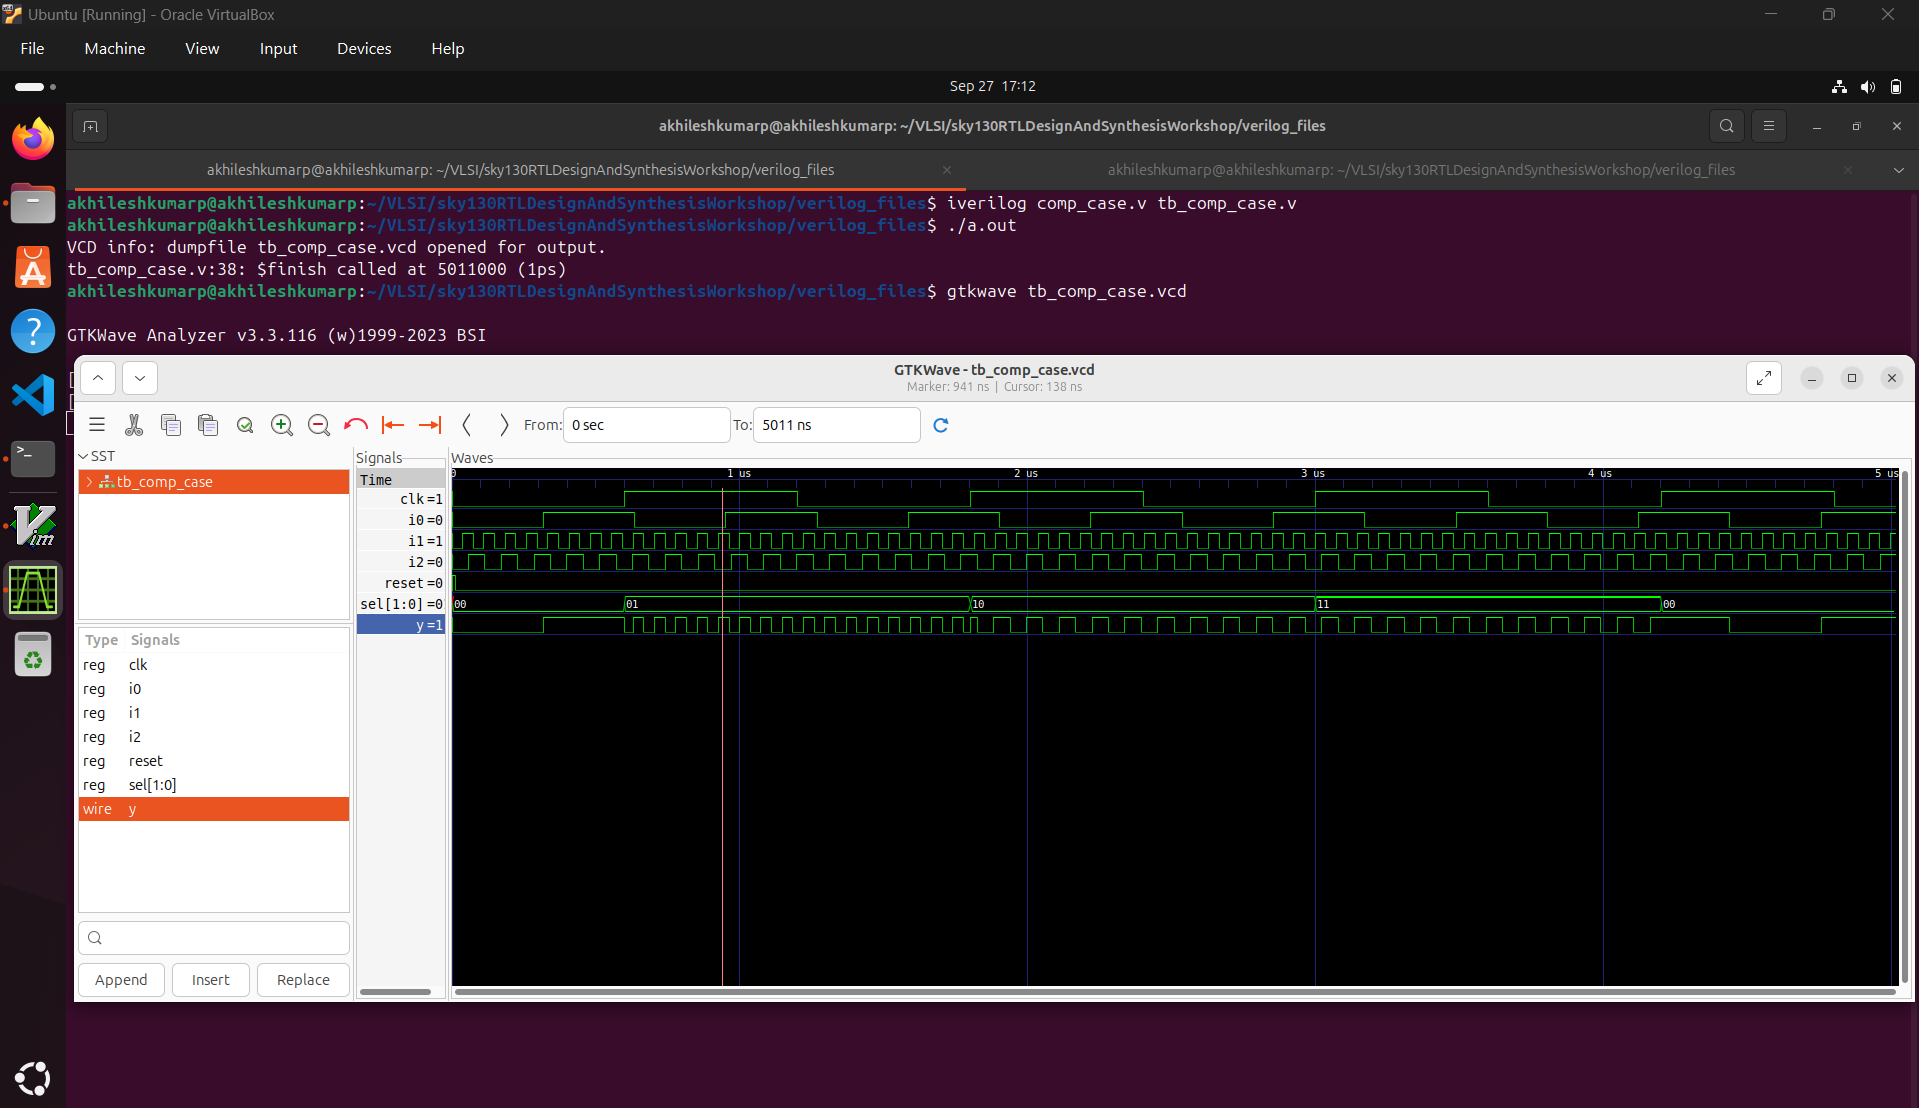 Ubuntu [Running] - Oracle VirtualBox
File Machine View Input Devices Help
Sep 27 17:12
akhileshkumarp@akhileshkumarp: ~/VLSI/sky130RTLDesignAndSynthesisWorkshop/verilog_files
akhileshkumarp@akhileshkumarp: ~/VLSI/sky130RTLDesignAndSynthesisWorkshop/verilog_files
akhileshkumarp@akhileshkumarp: ~/VLSI/sky130RTLDesignAndSynthesisWorkshop/verilog_files
akhileshkumarp@akhileshkumarp:~/VLSI/sky130RTLDesignAndSynthesisWorkshop/verilog_files$ iverilog comp_case.v tb_comp_case.v
akhileshkumarp@akhileshkumarp:~/VLSI/sky130RTLDesignAndSynthesisWorkshop/verilog_files$ ./a.out
VCD info: dumpfile tb_comp_case.vcd opened for output.
tb_comp_case.v:38: $finish called at 5011000 (1ps)
akhileshkumarp@akhileshkumarp:~/VLSI/sky130RTLDesignAndSynthesisWorkshop/verilog_files$ gtkwave tb_comp_case.vcd
GTKWave Analyzer v3.3.116 (w)1999-2023 BSI
[
[
GTKWave - tb_comp_case.vcd
Marker: 941 ns | Cursor: 138 ns
From: 0 sec To: 5011 ns
SST
tb_comp_case
Type Signals
reg clk
reg i0
reg i1
reg i2
reg reset
reg sel[1:0]
wire y
Append Insert Replace
Signals
Time
clk =1
i0 =0
i1 =1
i2 =0
reset =0
sel[1:0] =0
y =1
Waves
0 1 us 2 us 3 us 4 us 5 us
00 01 10 11 00